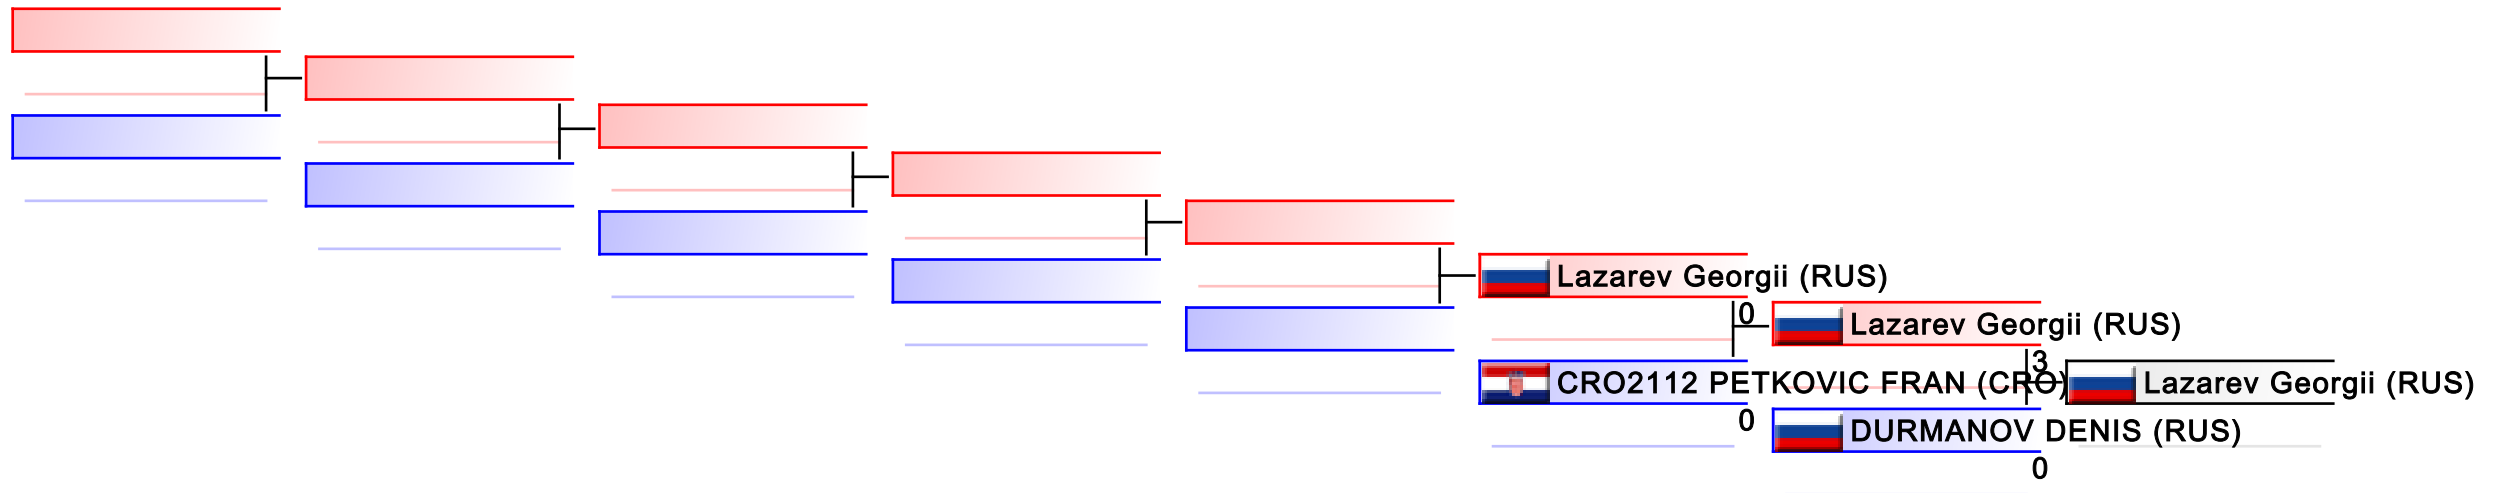 Lazarev Georgii (RUS)
0
Lazarev Georgii (RUS)
3
CRO21112 PETKOVIC FRAN (CRO)
Lazarev Georgii (RUS)
0
DURMANOV DENIS (RUS)
0